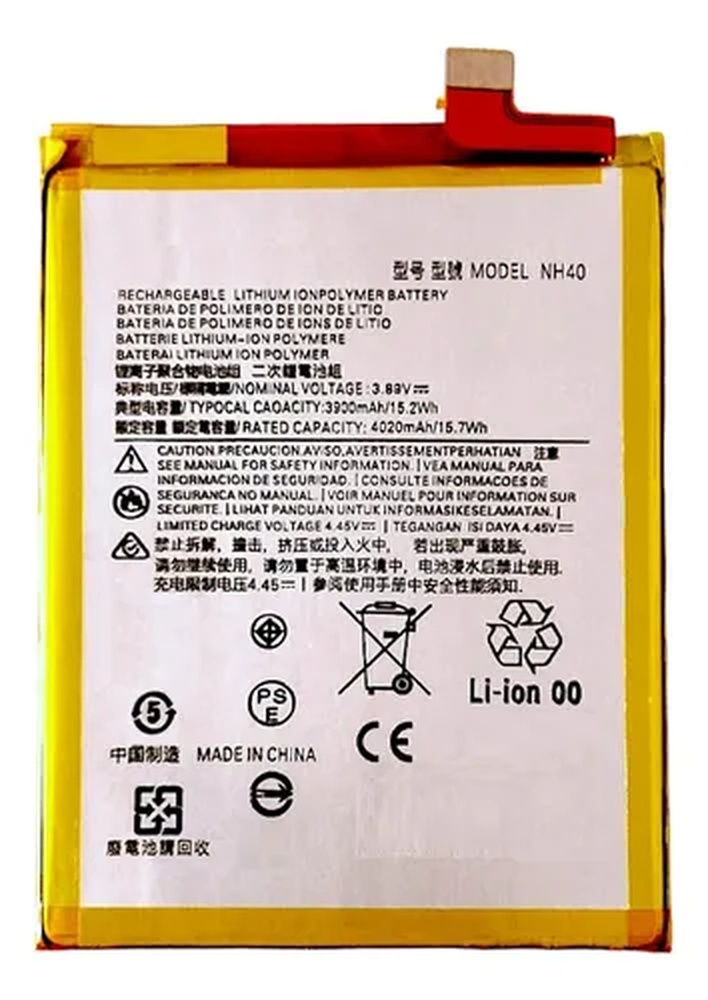 型号 型號 MODEL NH40
RECHARGEABLE LITHIUM IONPOLYMER BATTERY
BATERIA DE POLIMERO DE ION DE LITIO
BATERIA DE POLIMERO DE IONS DE LITIO
BATTERIE LITHIUM-ION POLYMERE
BATERAI LITHIUM ION POLYMER
锂离子聚合物电池组 二次鋰電池組
标称电压/標稱電壓/NOMINAL VOLTAGE:3.89V⎓
典型电容量/TYPOCAL CAOACITY:3900mAh/15.2Wh
额定容量 額定電容量/RATED CAPACITY: 4020mAh/15.7Wh
CAUTION.PRECAUCION.AVISO,AVERTISSEMENTPERHATIAN 注意
SEE MANUAL FOR SAFETY INFORMATION. | VEA MANUAL PARA
INFORMACION DE SEGURIDAD. | CONSULTE INFORMACOES DE
SEGURANCA NO MANUAL. | VOIR MANUEL POUR INFORMATION SUR
SECURITE. | LIHAT PANDUAN UNTUK INFORMASIKESELAMATAN. |
LIMITED CHARGE VOLTAGE 4.45V⎓ | TEGANGAN ISI DAYA 4.45V⎓
禁止拆解，撞击，挤压或投入火中， 若出现严重鼓胀，
请勿继续使用，请勿置于高温环境中，电池浸水后禁止使用.
充电限制电压4.45⎓ | 参阅使用手册中安全性能须知.
Li-ion 00
PS
E
5
CE
中国制造 MADE IN CHINA
廢電池請回收